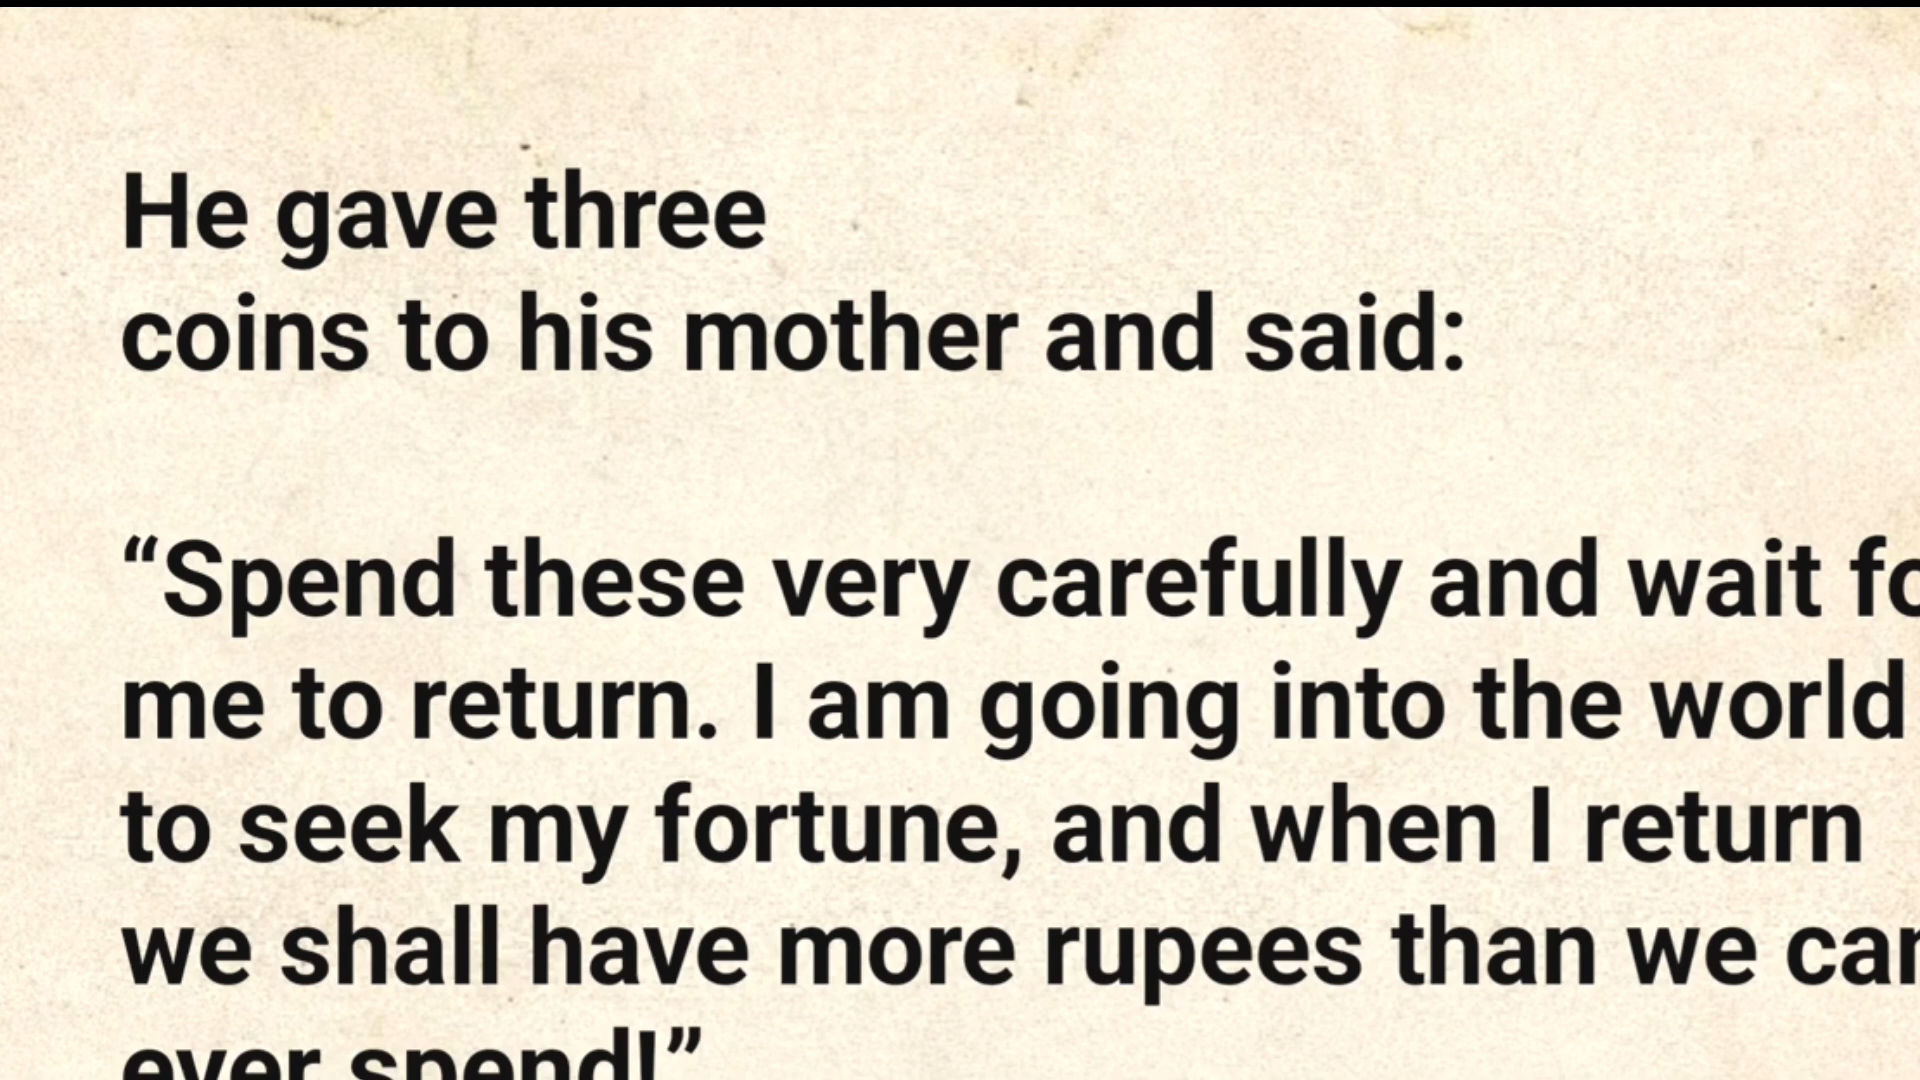 He gave three
coins to his mother and said:
“Spend these very carefully and wait fo
me to return. I am going into the world
to seek my fortune, and when I return
we shall have more rupees than we can
ever spend!”